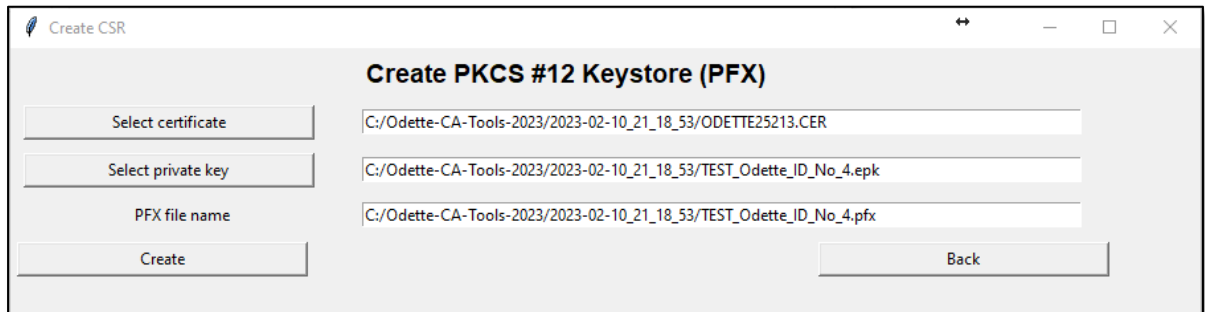 Create CSR
Create PKCS #12 Keystore (PFX)
Select certificate C:/Odette-CA-Tools-2023/2023-02-10_21_18_53/ODETTE25213.CER
Select private key C:/Odette-CA-Tools-2023/2023-02-10_21_18_53/TEST_Odette_ID_No_4.epk
PFX file name C:/Odette-CA-Tools-2023/2023-02-10_21_18_53/TEST_Odette_ID_No_4.pfx
Create Back